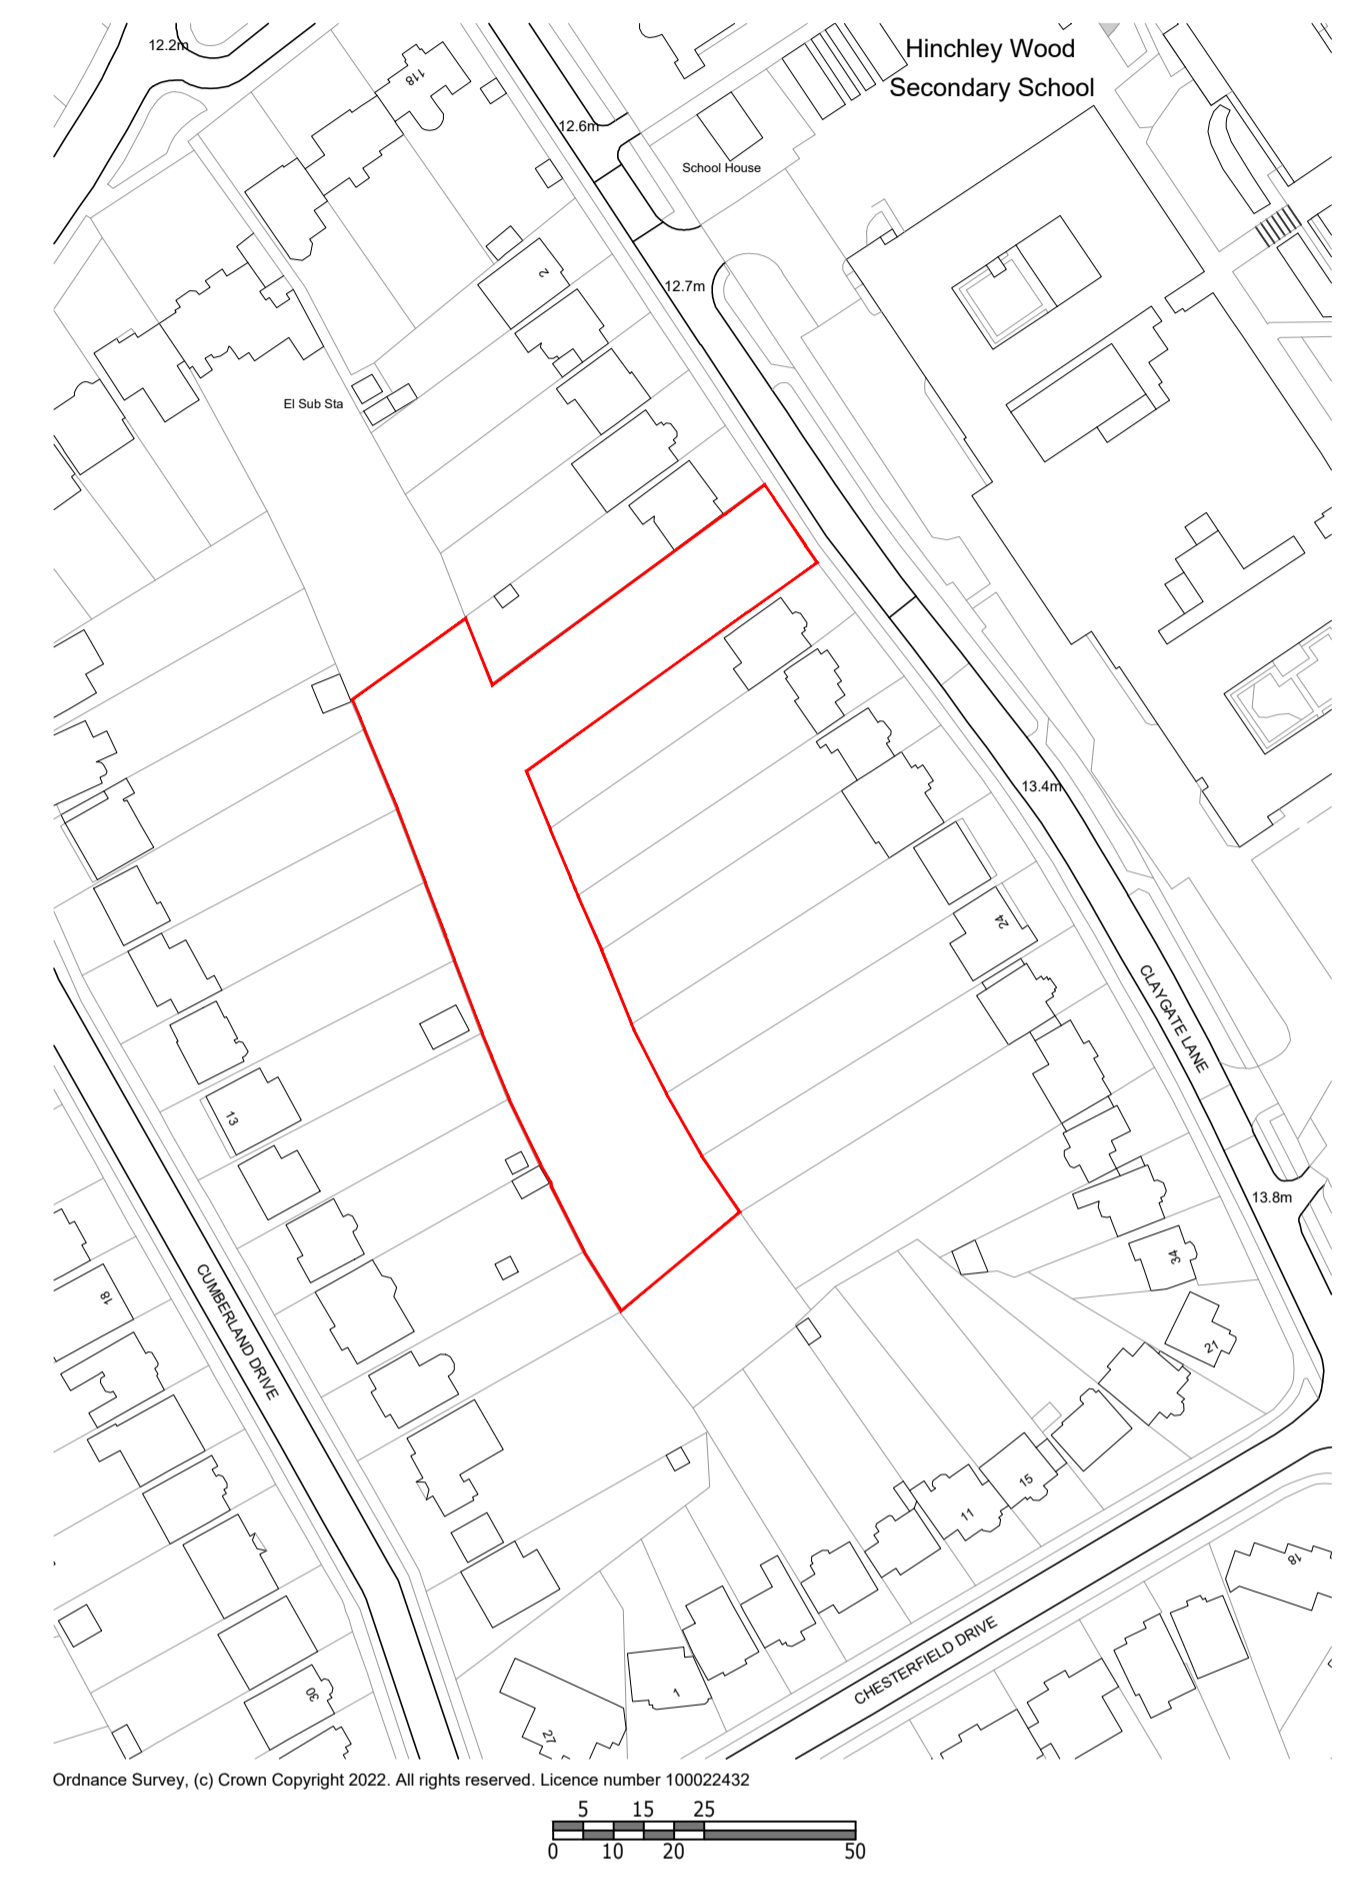 12.2m
118
Hinchley Wood
Secondary School
12.6m
School House
2
12.7m
El Sub Sta
13.4m
24
CLAYGATE LANE
13
13.8m
34
18
CUMBERLAND DRIVE
21
15
11
18
30
1
27
CHESTERFIELD DRIVE
Ordnance Survey, (c) Crown Copyright 2022. All rights reserved. Licence number 100022432
5 15 25
0 10 20 50